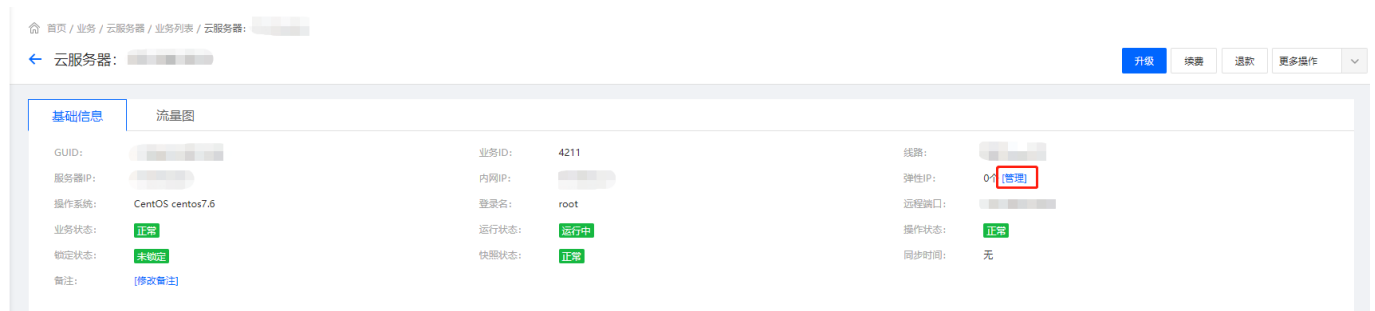 首页 / 业务 / 云服务器 / 业务列表 / 云服务器:
← 云服务器:
升级 续费 退款 更多操作
基础信息 流量图
GUID: 业务ID: 4211 线路:
服务器IP: 内网IP: 弹性IP: 0个 [管理]
操作系统: CentOS centos7.6 登录名: root 远程端口:
业务状态: 正常 运行状态: 运行中 操作状态: 正常
锁定状态: 未锁定 快照状态: 正常 同步时间: 无
备注: [修改备注]